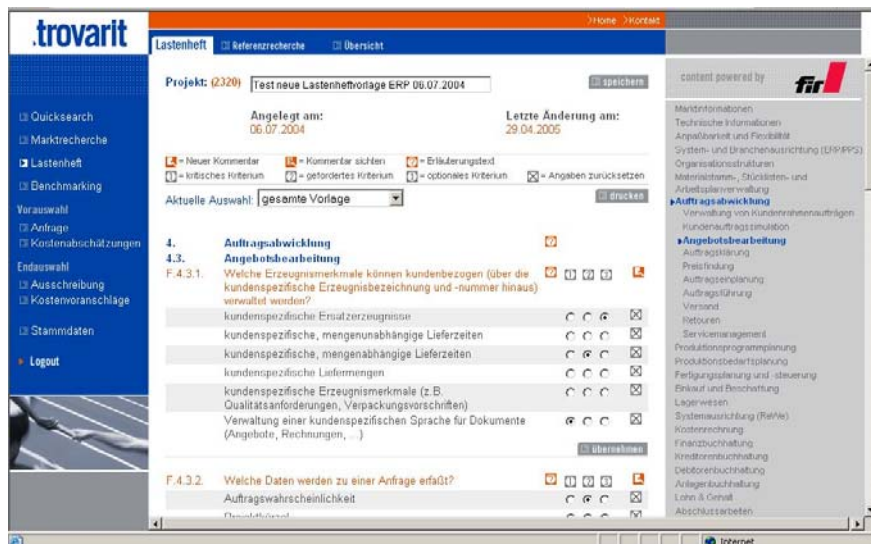 >Home >Kontakt
.trovarit
Lastenheft Referenzrecherche Übersicht
Projekt: (2320) Test neue Lastenheftvorlage ERP 06.07.2004 speichern
Angelegt am: Letzte Änderung am:
06.07.2004 29.04.2005
= Neuer Kommentar = Kommentar sichten = Erläuterungstext
= kritisches Kriterium = gefordertes Kriterium = optionales Kriterium = Angaben zurücksetzen
Aktuelle Auswahl: gesamte Vorlage drucken
4. Auftragsabwicklung
4.3. Angebotsbearbeitung
F.4.3.1. Welche Erzeugnismerkmale können kundenbezogen (über die
kundenspezifische Erzeugnisbezeichnung und -nummer hinaus)
verwaltet werden?
kundenspezifische Ersatzerzeugnisse
kundenspezifische, mengenunabhängige Lieferzeiten
kundenspezifische, mengenabhängige Lieferzeiten
kundenspezifische Liefermengen
kundenspezifische Erzeugnismerkmale (z.B.
Qualitätsanforderungen, Verpackungsvorschriften)
Verwaltung einer kundenspezifischen Sprache für Dokumente
(Angebote, Rechnungen, ...)
übernehmen
F.4.3.2. Welche Daten werden zu einer Anfrage erfaßt?
Auftragswahrscheinlichkeit
Projektkürzel
Quicksearch
Marktrecherche
Lastenheft
Benchmarking
Vorauswahl
Anfrage
Kostenabschätzungen
Endauswahl
Ausschreibung
Kostenvoranschläge
Stammdaten
Logout
content powered by fir
Marktinformationen
Technische Informationen
Anpaßbarkeit und Flexibilität
System- und Branchenausrichtung (ERP/PPS)
Organisationsstrukturen
Materialstamm-, Stücklisten- und
Arbeitsplanverwaltung
Auftragsabwicklung
Verwaltung von Kundenrahmenaufträgen
Kundenauftragssimulation
Angebotsbearbeitung
Auftragsklärung
Preisfindung
Auftragseinplanung
Auftragsführung
Versand
Retouren
Servicemanagement
Produktionsprogrammplanung
Produktionsbedarfsplanung
Fertigungsplanung und -steuerung
Einkauf und Beschaffung
Lagerwesen
Systemausrichtung (ReWe)
Kostenrechnung
Finanzbuchhaltung
Kreditorenbuchhaltung
Debitorenbuchhaltung
Anlagenbuchhaltung
Lohn & Gehalt
Abschlussarbeiten
Internet